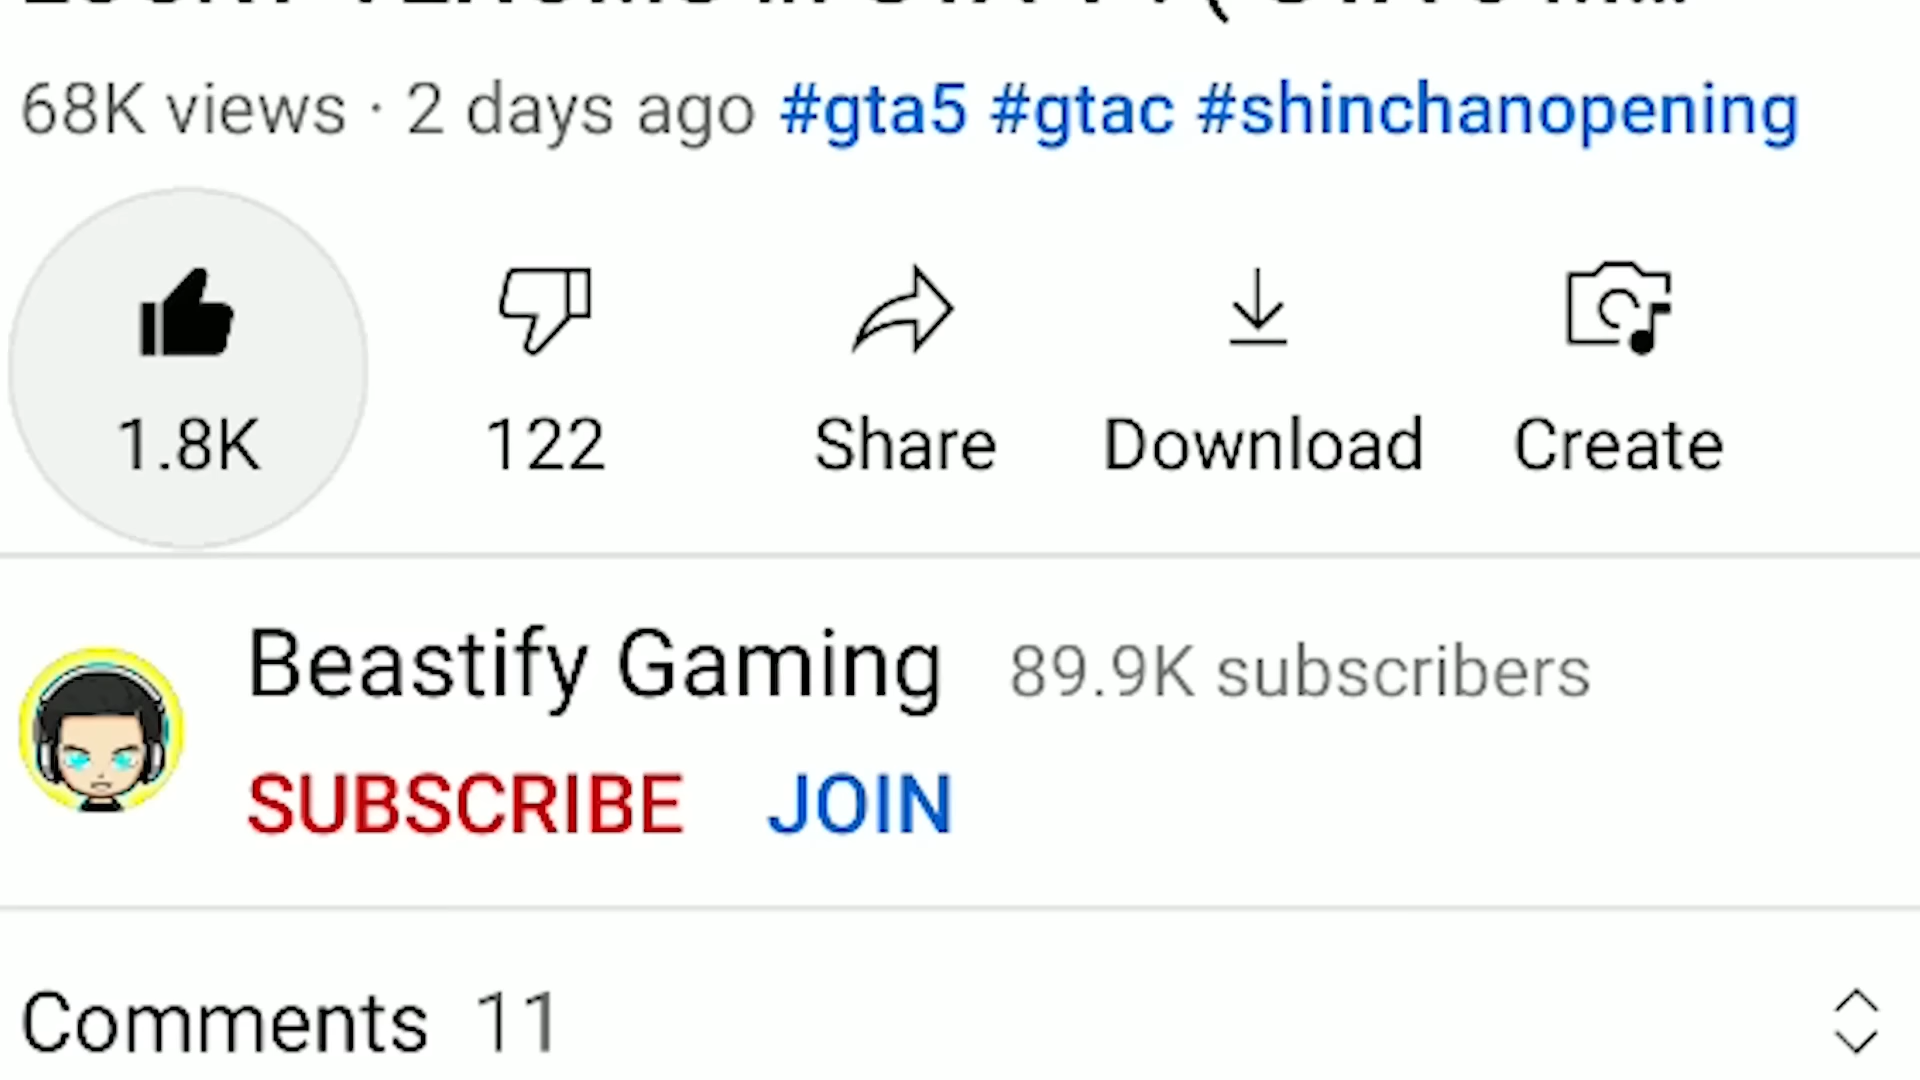 68K views · 2 days ago #gta5 #gtac #shinchanopening
1.8K 122 Share Download Create
Beastify Gaming 89.9K subscribers
SUBSCRIBE JOIN
Comments 11